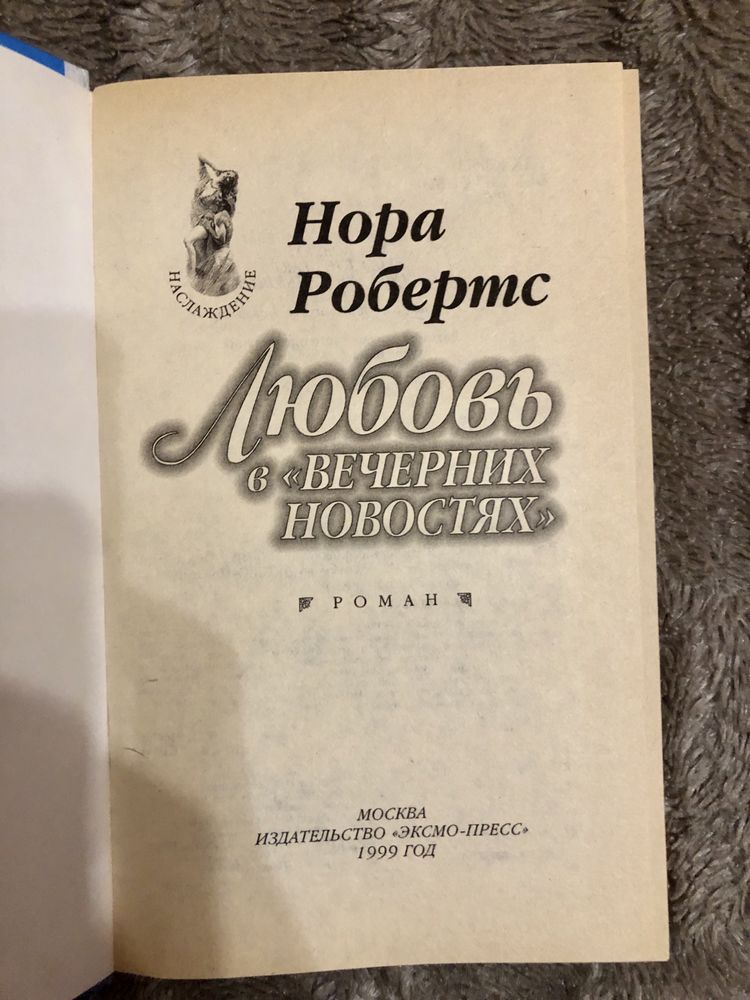 НАСЛАЖДЕНИЕ
Нора
Робертс
Любовь
в «ВЕЧЕРНИХ
НОВОСТЯХ»
РОМАН
МОСКВА
ИЗДАТЕЛЬСТВО «ЭКСМО-ПРЕСС»
1999 ГОД